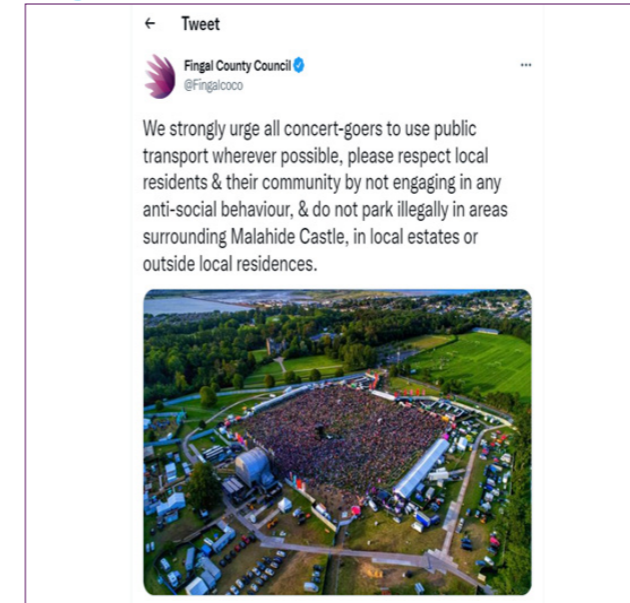 Tweet
Fingal County Council
@Fingalcoco
We strongly urge all concert-goers to use public
transport wherever possible, please respect local
residents & their community by not engaging in any
anti-social behaviour, & do not park illegally in areas
surrounding Malahide Castle, in local estates or
outside local residences.